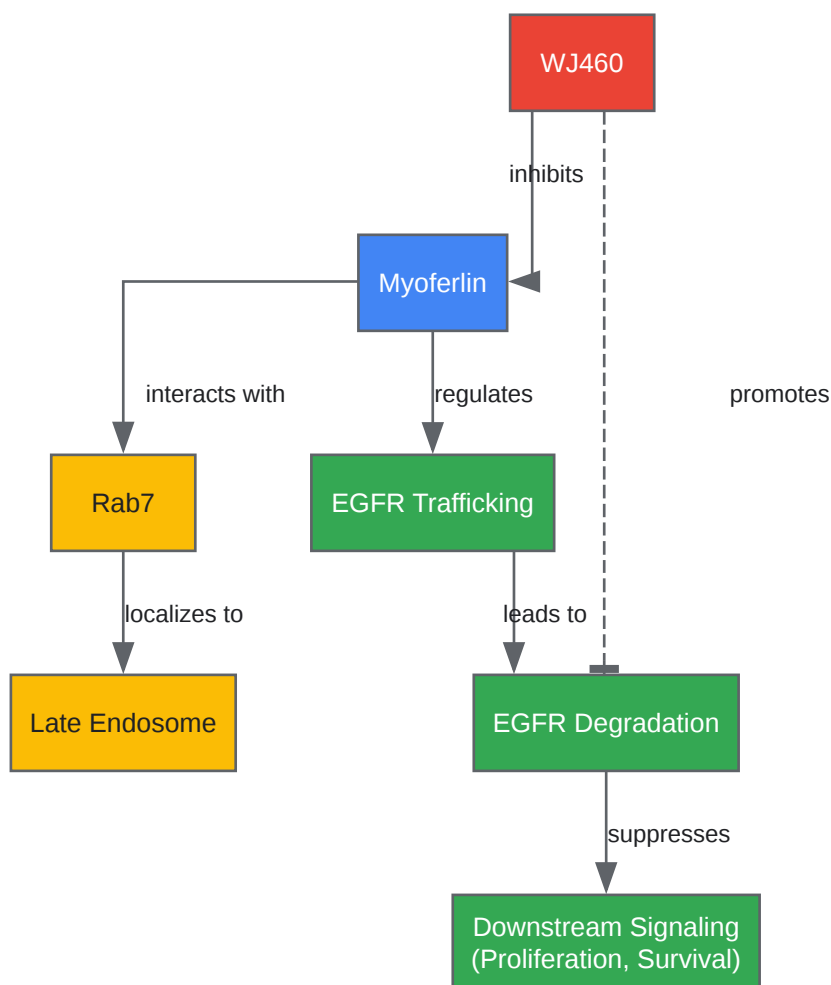 WJ460
inhibits
Myoferlin
interacts with
regulates
promotes
Rab7
EGFR Trafficking
localizes to
leads to
Late Endosome
EGFR Degradation
suppresses
Downstream Signaling
(Proliferation, Survival)